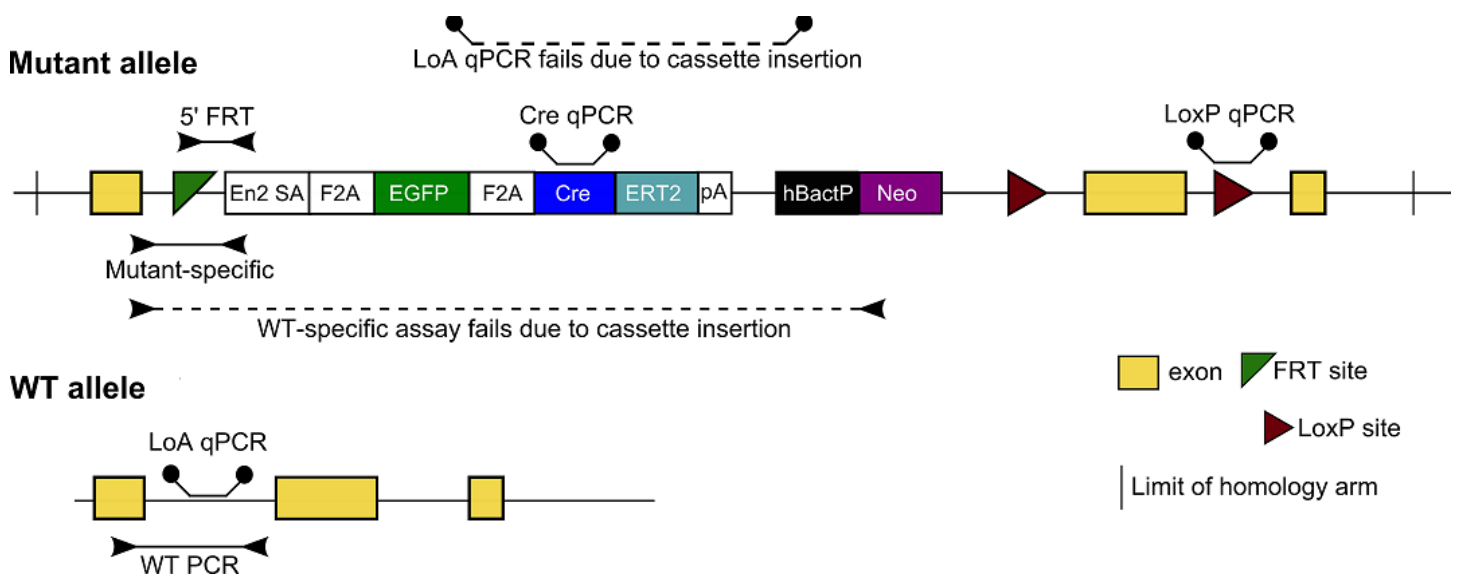 LoA qPCR fails due to cassette insertion
Mutant allele
5' FRT
Cre qPCR
LoxP qPCR
En2 SA F2A EGFP F2A Cre ERT2 pA hBactP Neo
Mutant-specific
WT-specific assay fails due to cassette insertion
WT allele
exon FRT site
LoxP site
Limit of homology arm
LoA qPCR
WT PCR